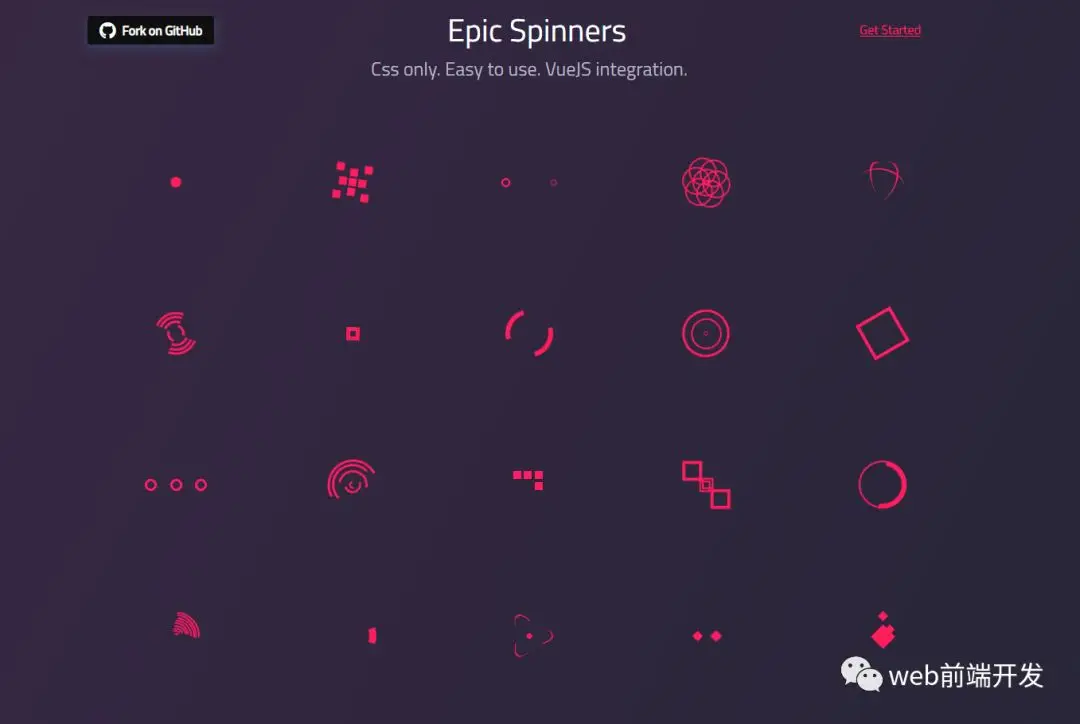 Fork on GitHub
Epic Spinners
Get Started
Css only. Easy to use. VueJS integration.
web前端开发